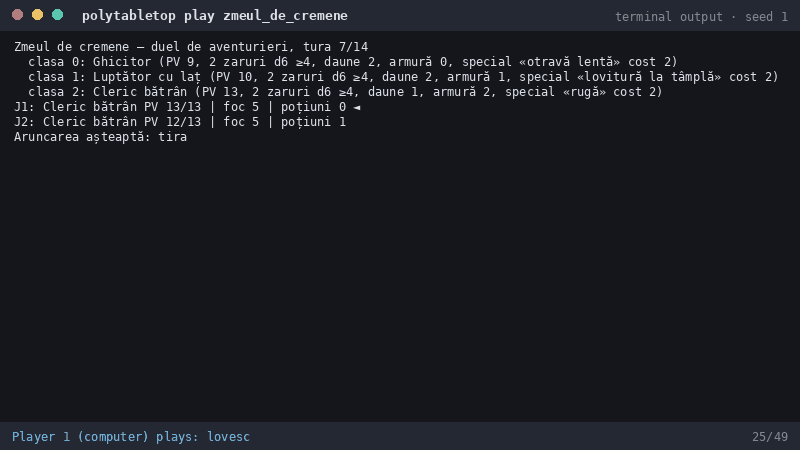 polytabletop play zmeul_de_cremene
terminal output · seed 1
Zmeul de cremene — duel de aventurieri, tura 7/14
clasa 0: Ghicitor (PV 9, 2 zaruri d6 ≥4, daune 2, armură 0, special «otravă lentă» cost 2)
clasa 1: Luptător cu laț (PV 10, 2 zaruri d6 ≥4, daune 2, armură 1, special «lovitură la tâmplă» cost 2)
clasa 2: Cleric bătrân (PV 13, 2 zaruri d6 ≥4, daune 1, armură 2, special «rugă» cost 2)
J1: Cleric bătrân PV 13/13 | foc 5 | poțiuni 0 ◄
J2: Cleric bătrân PV 12/13 | foc 5 | poțiuni 1
Aruncarea așteaptă: tira
Player 1 (computer) plays: lovesc
25/49